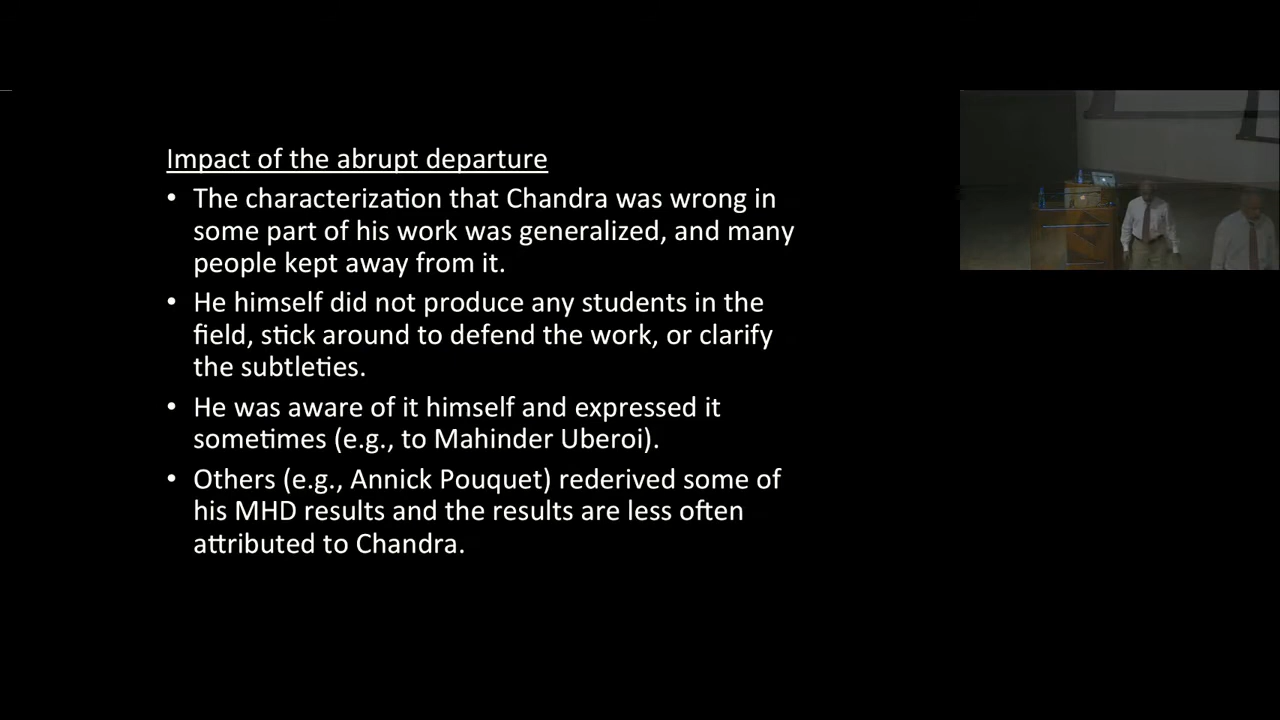 Impact of the abrupt departure
• The characterization that Chandra was wrong in
some part of his work was generalized, and many
people kept away from it.
• He himself did not produce any students in the
field, stick around to defend the work, or clarify
the subtleties.
• He was aware of it himself and expressed it
sometimes (e.g., to Mahinder Uberoi).
• Others (e.g., Annick Pouquet) rederived some of
his MHD results and the results are less often
attributed to Chandra.